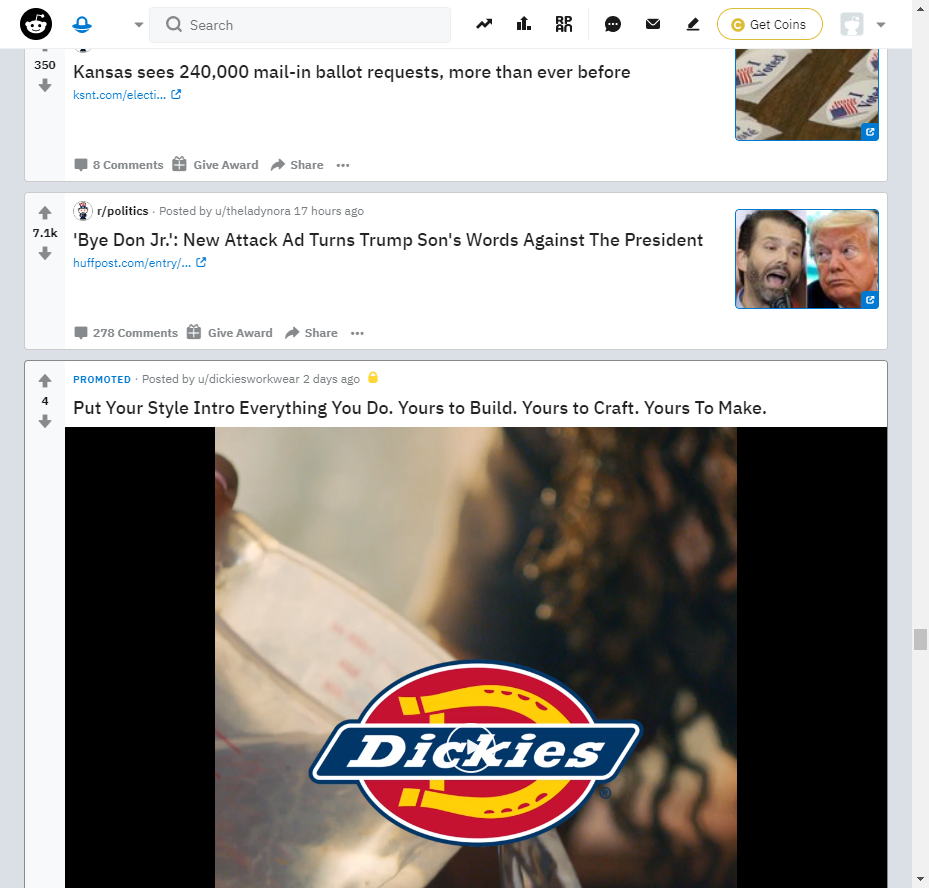 Search
Get Coins
350
Kansas sees 240,000 mail-in ballot requests, more than ever before
ksnt.com/electi...
I Voted
8 Comments Give Award Share
r/politics · Posted by u/theladynora 17 hours ago
7.1k
'Bye Don Jr.': New Attack Ad Turns Trump Son's Words Against The President
huffpost.com/entry/...
278 Comments Give Award Share
PROMOTED · Posted by u/dickiesworkwear 2 days ago
4
Put Your Style Intro Everything You Do. Yours to Build. Yours to Craft. Yours To Make.
Dickies
®